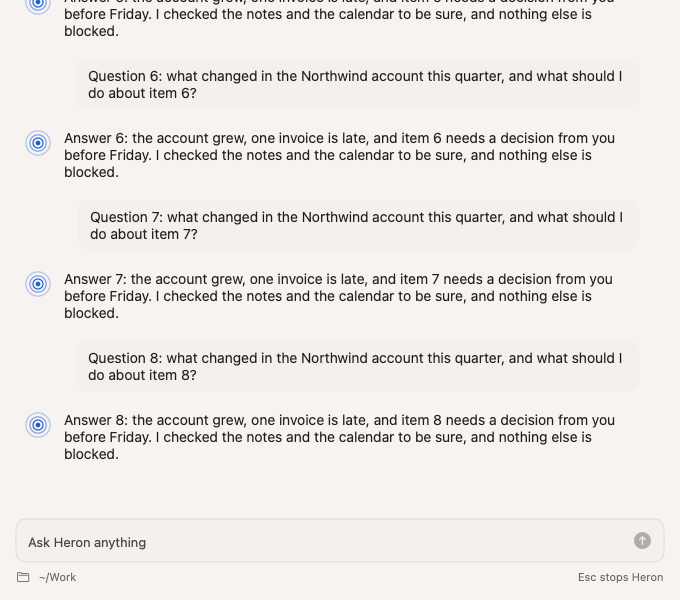 before Friday. I checked the notes and the calendar to be sure, and nothing else is
blocked.
Question 6: what changed in the Northwind account this quarter, and what should I
do about item 6?
Answer 6: the account grew, one invoice is late, and item 6 needs a decision from you
before Friday. I checked the notes and the calendar to be sure, and nothing else is
blocked.
Question 7: what changed in the Northwind account this quarter, and what should I
do about item 7?
Answer 7: the account grew, one invoice is late, and item 7 needs a decision from you
before Friday. I checked the notes and the calendar to be sure, and nothing else is
blocked.
Question 8: what changed in the Northwind account this quarter, and what should I
do about item 8?
Answer 8: the account grew, one invoice is late, and item 8 needs a decision from you
before Friday. I checked the notes and the calendar to be sure, and nothing else is
blocked.
Ask Heron anything
~/Work
Esc stops Heron